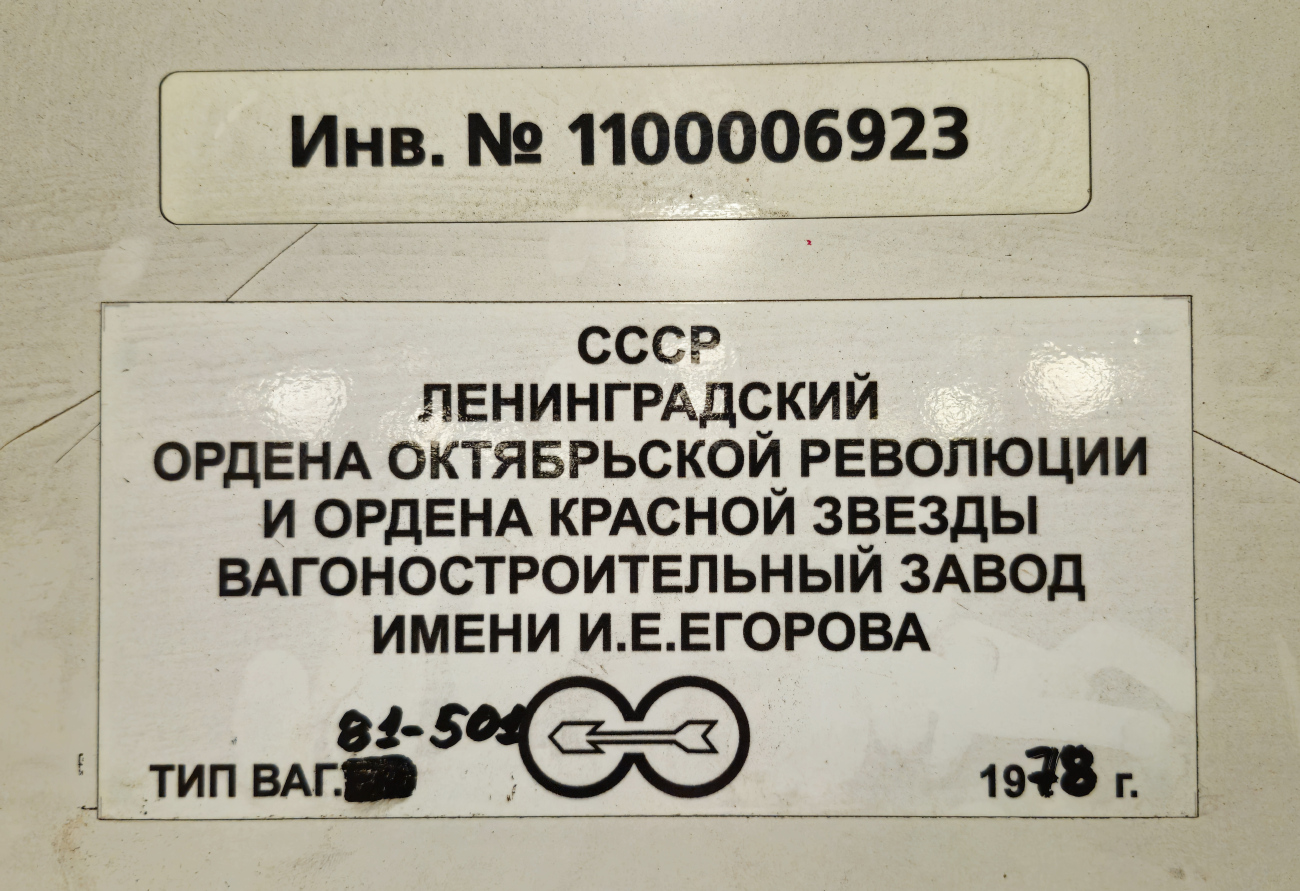 Инв. № 1100006923
СССР
ЛЕНИНГРАДСКИЙ
ОРДЕНА ОКТЯБРЬСКОЙ РЕВОЛЮЦИИ
И ОРДЕНА КРАСНОЙ ЗВЕЗДЫ
ВАГОНОСТРОИТЕЛЬНЫЙ ЗАВОД
ИМЕНИ И.Е.ЕГОРОВА
81-501
ТИП ВАГ. 1978 г.